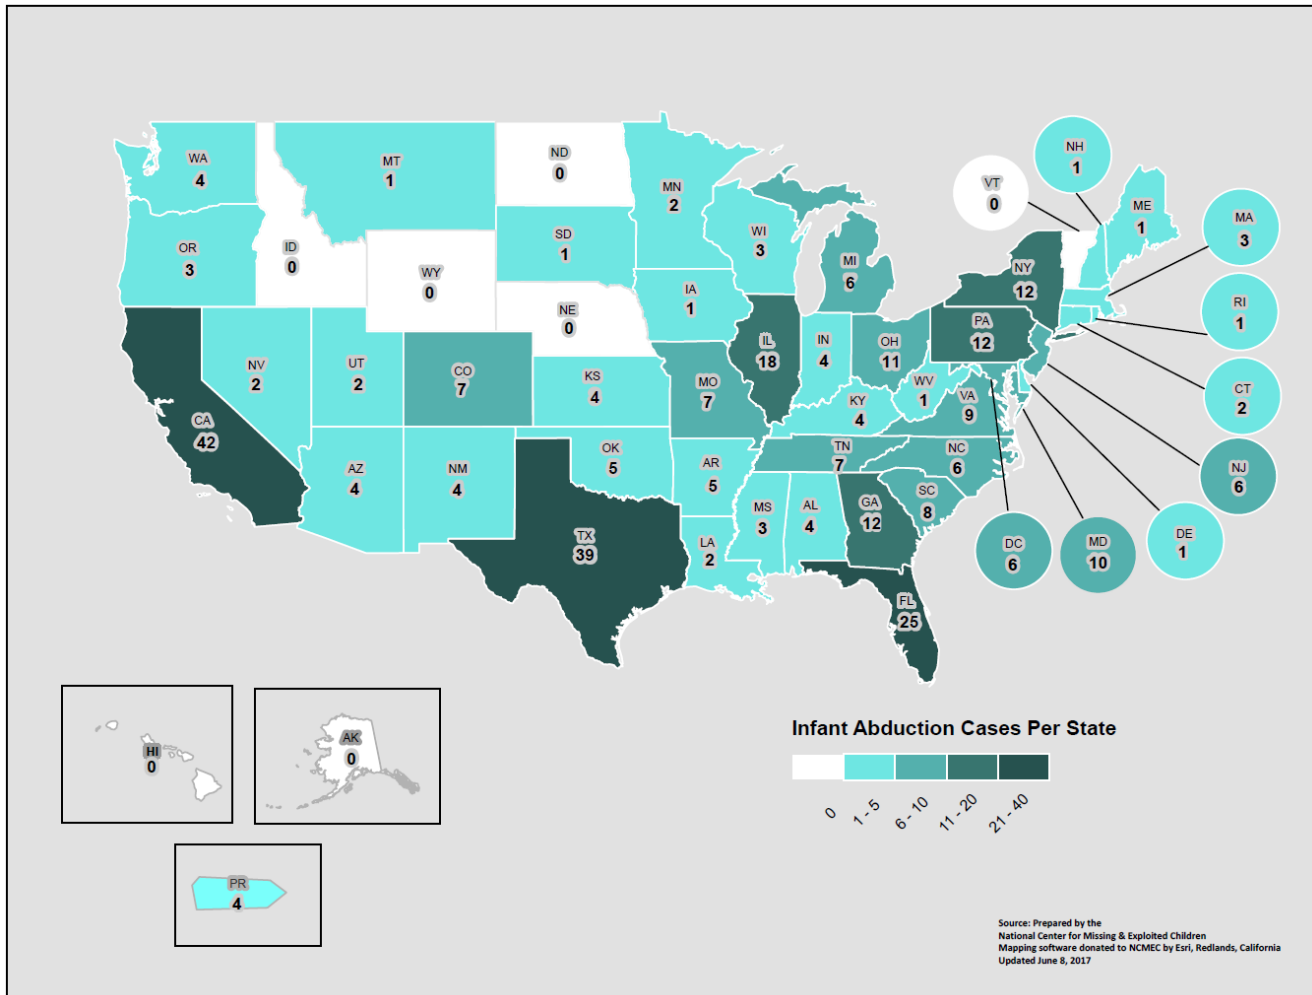 WA
4
MT
1
ND
0
MN
2
VT
0
NH
1
ME
1
MA
3
OR
3
ID
0
WY
0
SD
1
WI
3
MI
6
NY
12
RI
1
NE
0
IA
1
IL
18
IN
4
OH
11
PA
12
CT
2
NV
2
UT
2
CO
7
KS
4
MO
7
KY
4
WV
1
VA
9
NJ
6
CA
42
AZ
4
NM
4
OK
5
AR
5
TN
7
NC
6
SC
8
TX
39
LA
2
MS
3
AL
4
GA
12
DC
6
MD
10
DE
1
FL
25
HI
0
AK
0
PR
4
Infant Abduction Cases Per State
0
1 - 5
6 - 10
11 - 20
21 - 40
Source: Prepared by the
National Center for Missing & Exploited Children
Mapping software donated to NCMEC by Esri, Redlands, California
Updated June 8, 2017